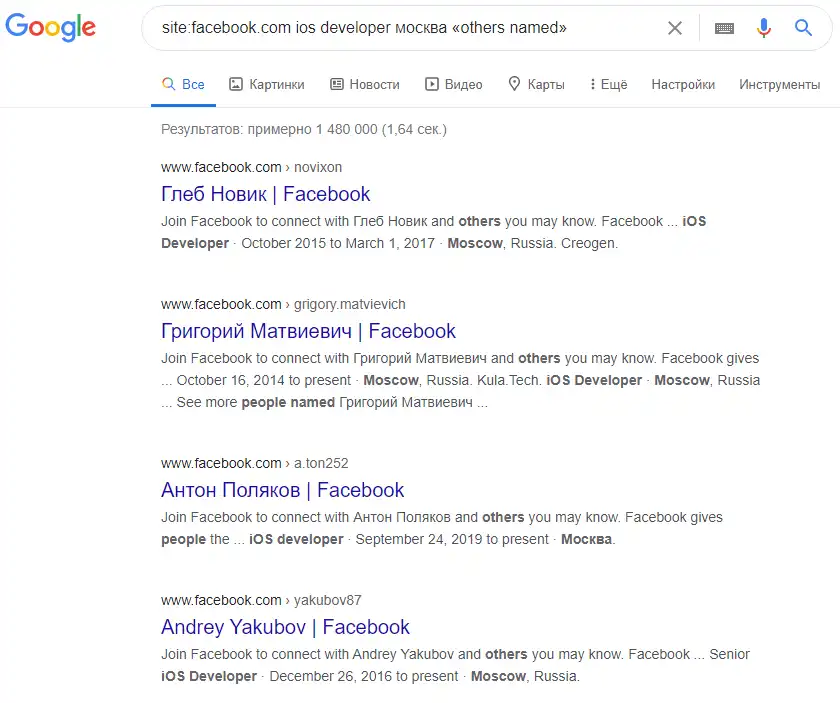 Google
site:facebook.com ios developer москва «others named»
Все Картинки Новости Видео Карты Ещё Настройки Инструменты
Результатов: примерно 1 480 000 (1,64 сек.)
www.facebook.com › novixon
Глеб Новик | Facebook
Join Facebook to connect with Глеб Новик and others you may know. Facebook ... iOS
Developer · October 2015 to March 1, 2017 · Moscow, Russia. Creogen.
www.facebook.com › grigory.matvievich
Григорий Матвиевич | Facebook
Join Facebook to connect with Григорий Матвиевич and others you may know. Facebook gives
... October 16, 2014 to present · Moscow, Russia. Kula.Tech. iOS Developer · Moscow, Russia
... See more people named Григорий Матвиевич ...
www.facebook.com › a.ton252
Антон Поляков | Facebook
Join Facebook to connect with Антон Поляков and others you may know. Facebook gives
people the ... iOS developer · September 24, 2019 to present · Москва.
www.facebook.com › yakubov87
Andrey Yakubov | Facebook
Join Facebook to connect with Andrey Yakubov and others you may know. Facebook ... Senior
iOS Developer · December 26, 2016 to present · Moscow, Russia.